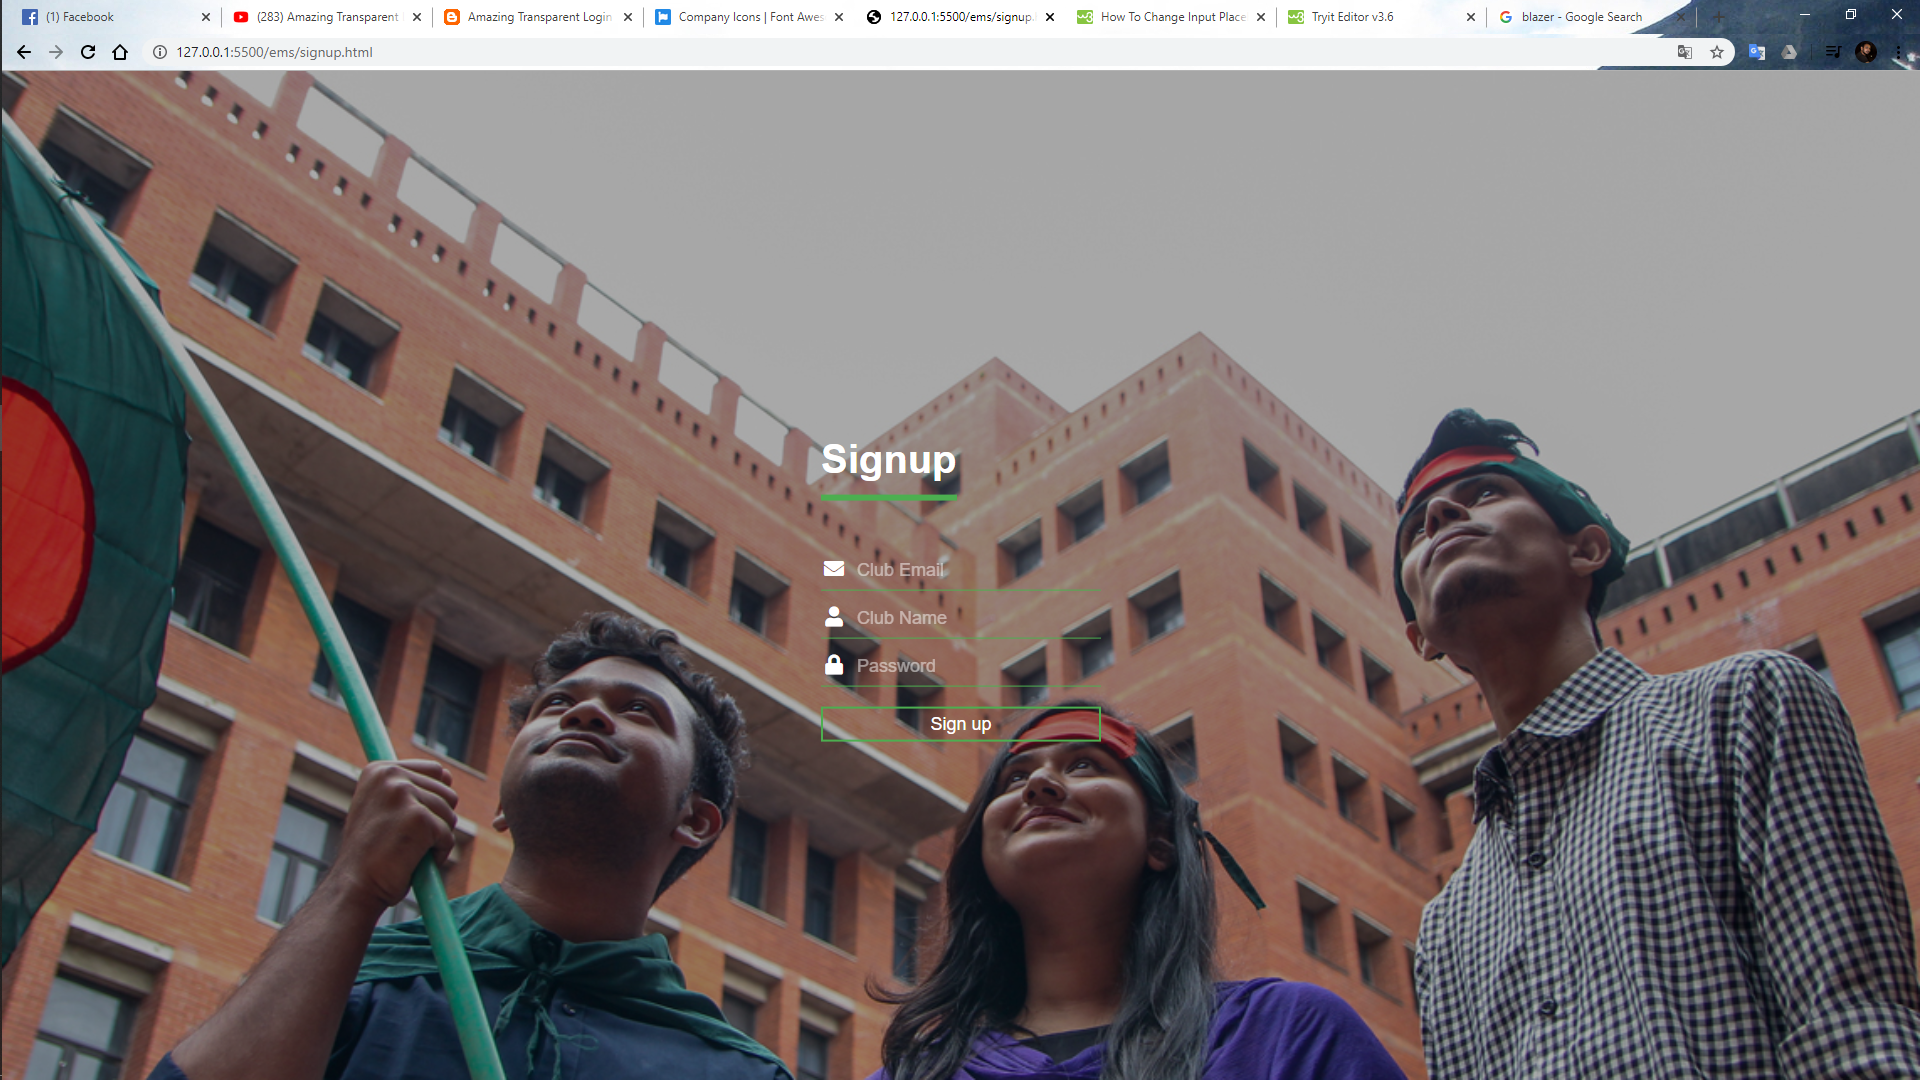 (1) Facebook
(283) Amazing Transparent
Amazing Transparent Login
Company Icons | Font Awes
127.0.0.1:5500/ems/signup.
How To Change Input Place
Tryit Editor v3.6
blazer - Google Search
127.0.0.1:5500/ems/signup.html
Signup
Club Email
Club Name
Password
Sign up